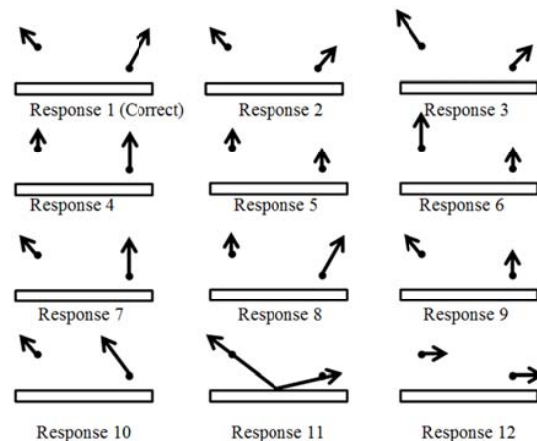 Response 1 (Correct)
Response 2
Response 3
Response 4
Response 5
Response 6
Response 7
Response 8
Response 9
Response 10
Response 11
Response 12